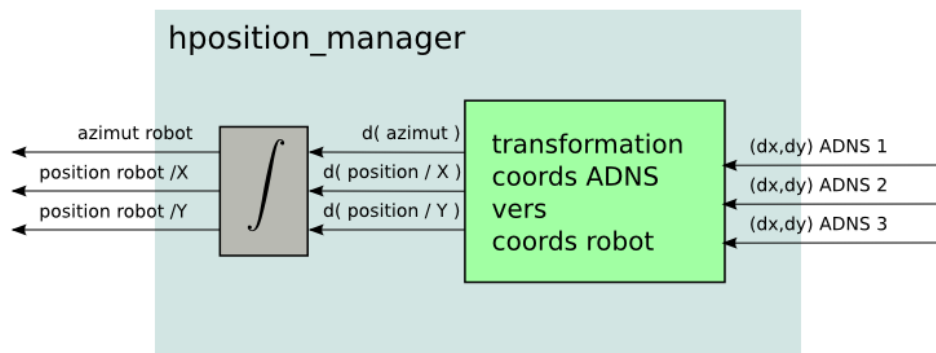 hposition_manager
azimut robot
position robot /X
position robot /Y
∫
d( azimut )
d( position / X )
d( position / Y )
transformation
coords ADNS
vers
coords robot
(dx,dy) ADNS 1
(dx,dy) ADNS 2
(dx,dy) ADNS 3